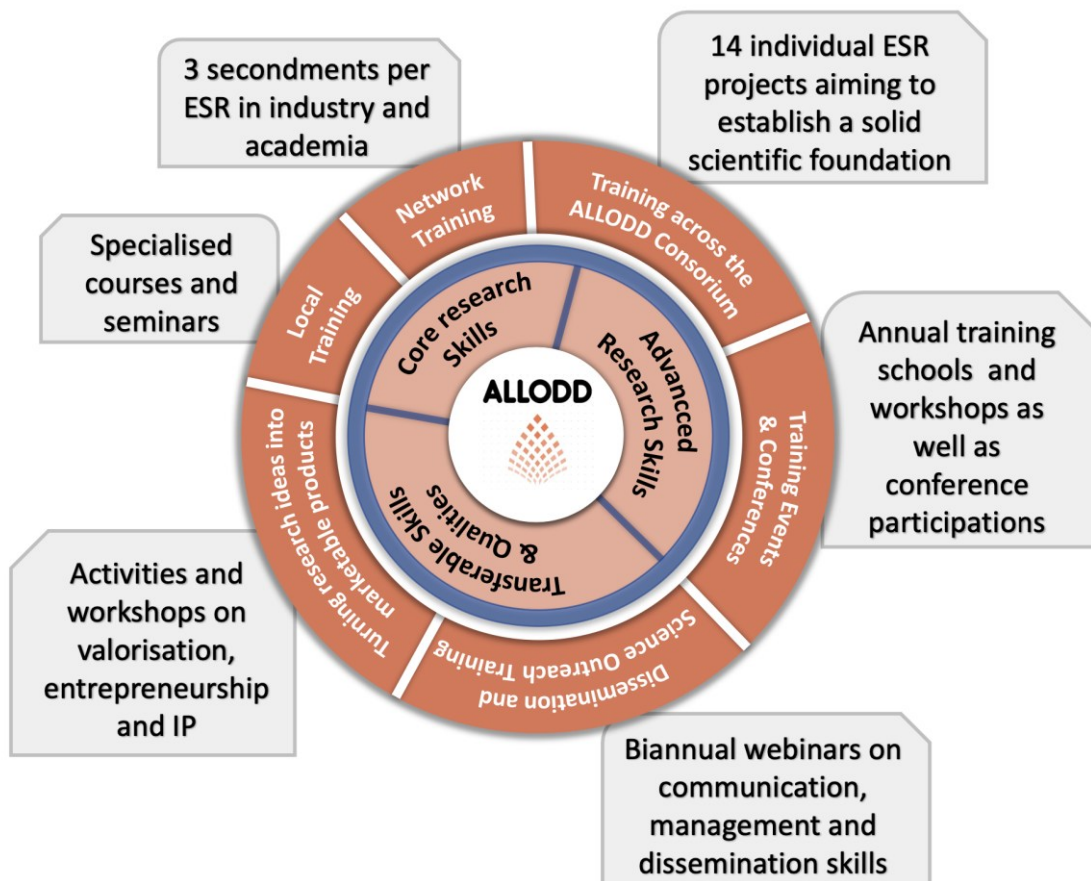 3 secondments per
ESR in industry and
academia
14 individual ESR
projects aiming to
establish a solid
scientific foundation
Specialised
courses and
seminars
Annual training
schools and
workshops as
well as
conference
participations
Activities and
workshops on
valorisation,
entrepreneurship
and IP
Biannual webinars on
communication,
management and
dissemination skills
Network
Training
Training across the
ALLODD Consortium
Training Events
& Conferences
Dissemination and
Science Outreach Training
Turning research ideas into
marketable products
Local
Training
Core research
Skills
Advancced
Research Skills
Transferable Skills
& Qualities
ALLODD